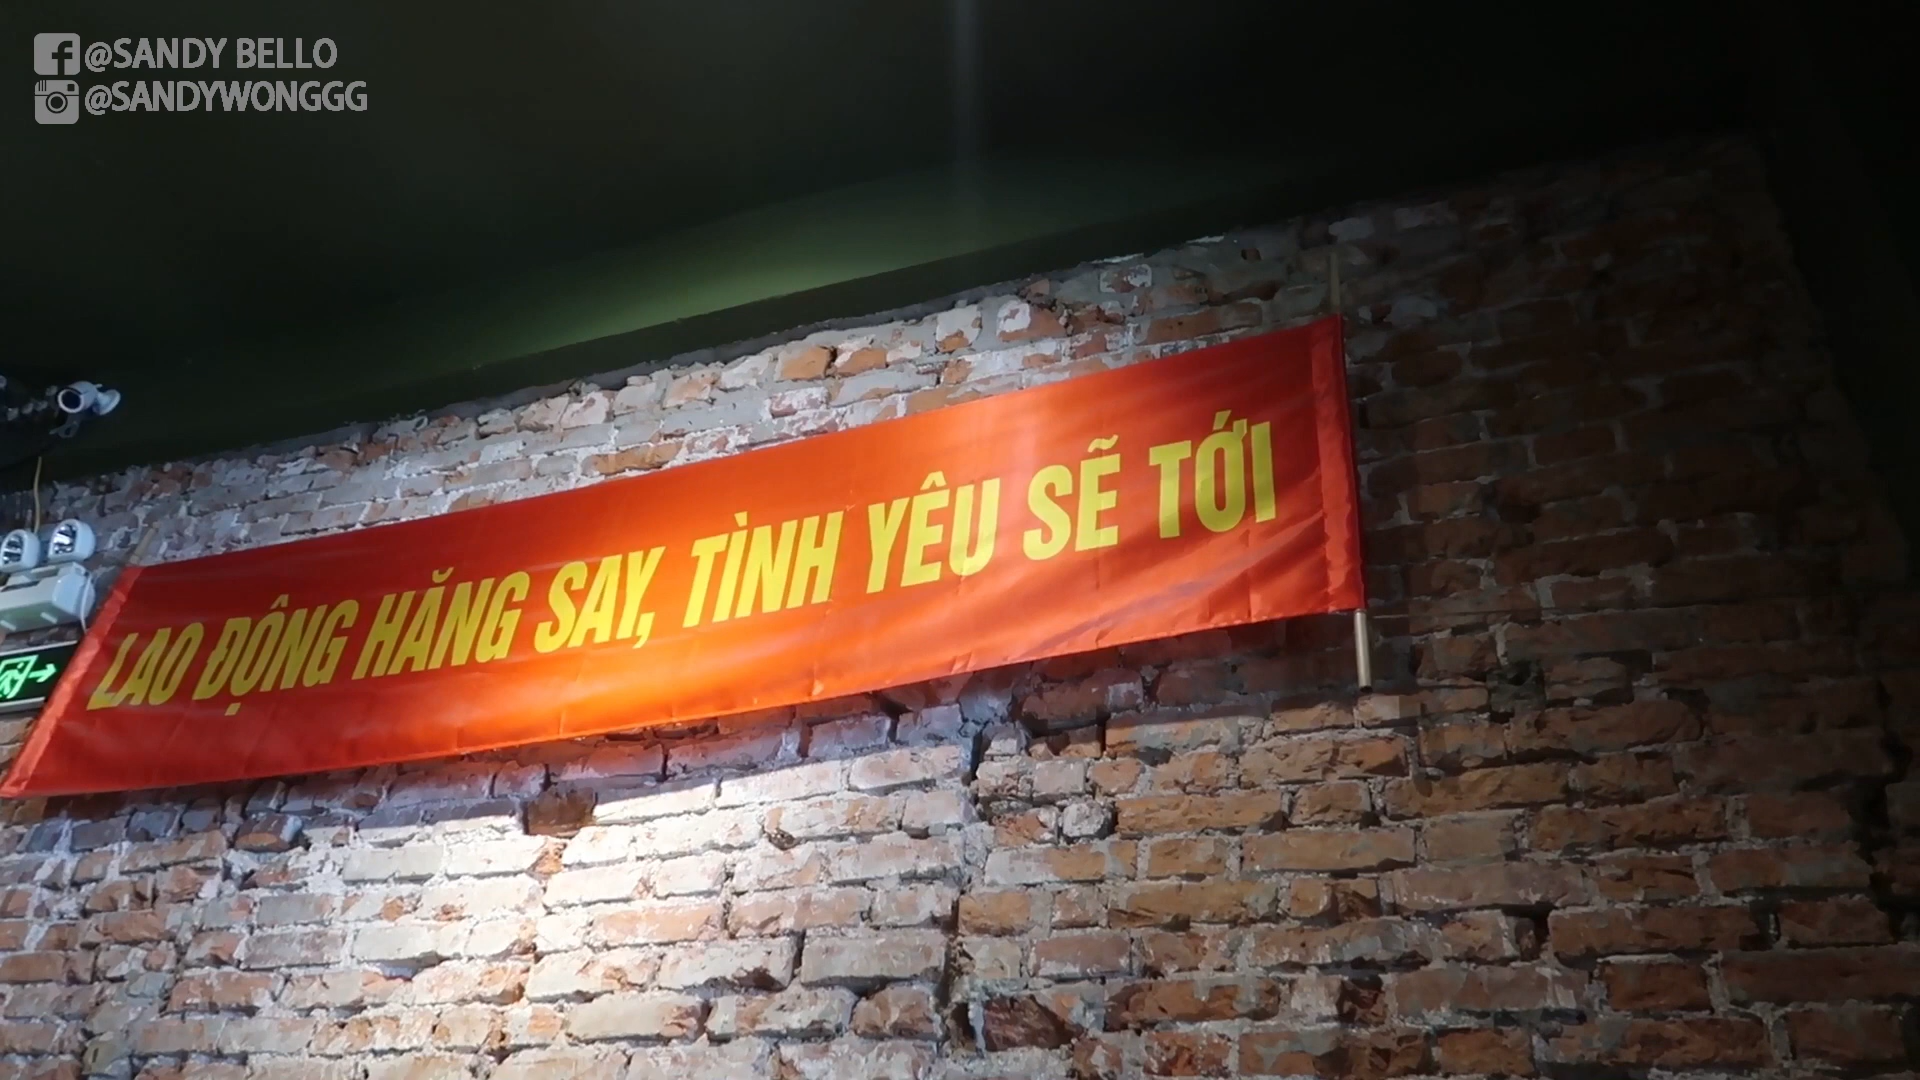 @SANDY BELLO
@SANDYWONGGG
LAO ĐỘNG HĂNG SAY, TÌNH YÊU SẼ TỚI